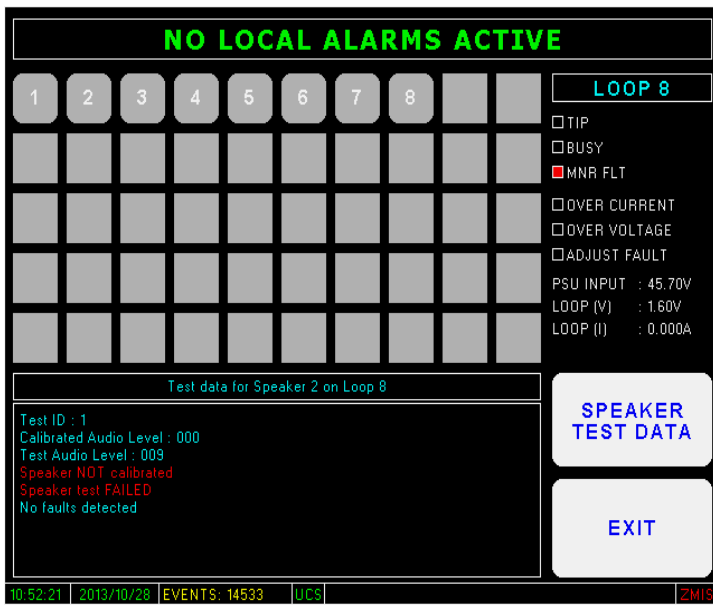 NO LOCAL ALARMS ACTIVE
1 2 3 4 5 6 7 8
LOOP 8
TIP
BUSY
MNR FLT
OVER CURRENT
OVER VOLTAGE
ADJUST FAULT
PSU INPUT : 45.70V
LOOP (V) : 1.60V
LOOP (I) : 0.000A
Test data for Speaker 2 on Loop 8
Test ID : 1
Calibrated Audio Level : 000
Test Audio Level : 009
Speaker NOT calibrated
Speaker test FAILED
No faults detected
SPEAKER
TEST DATA
EXIT
10:52:21 2013/10/28 EVENTS: 14533 UCS ZMIS